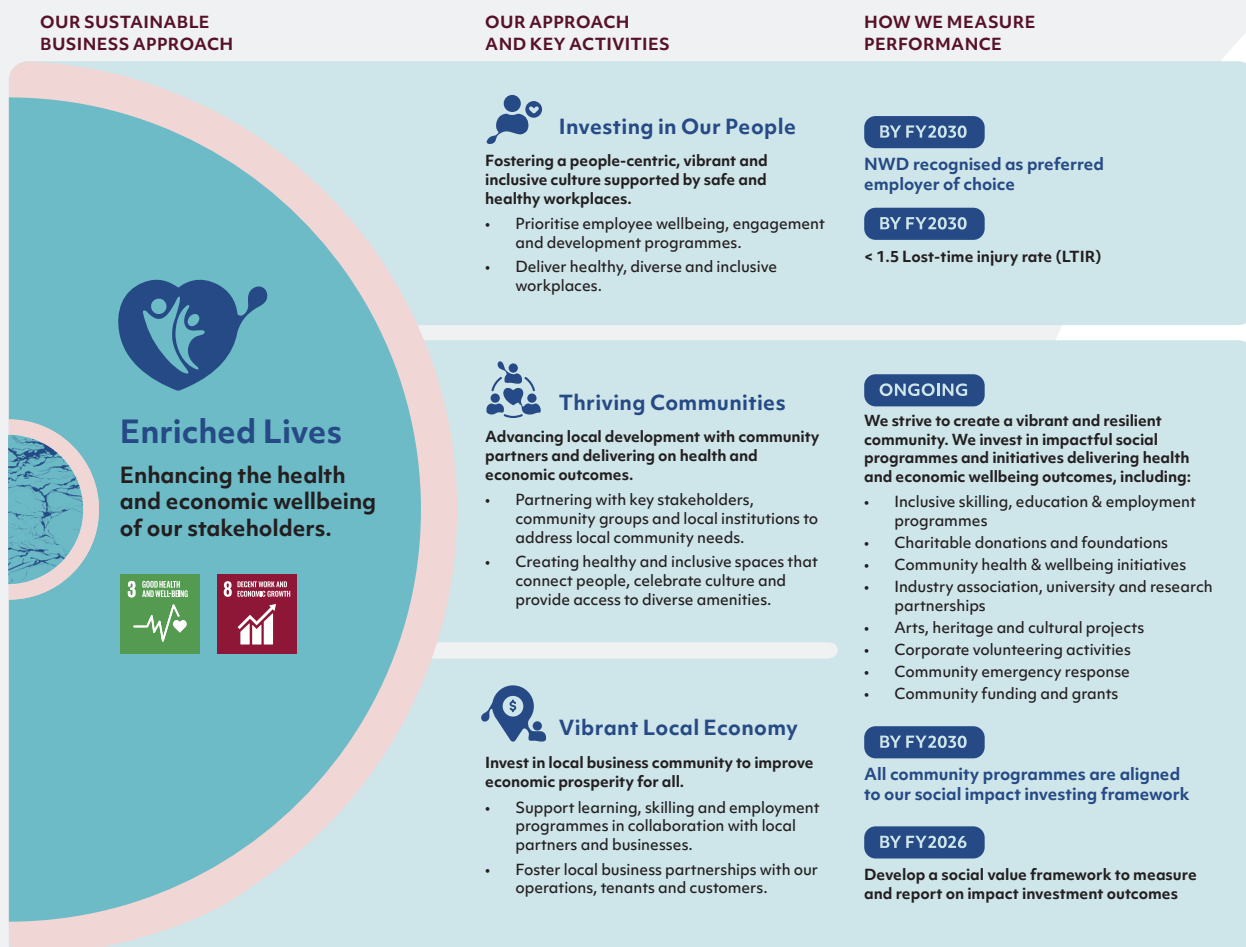 OUR SUSTAINABLE
BUSINESS APPROACH
OUR APPROACH
AND KEY ACTIVITIES
HOW WE MEASURE
PERFORMANCE
Enriched Lives
Enhancing the health
and economic wellbeing
of our stakeholders.
3 GOOD HEALTH
AND WELL-BEING
8 DECENT WORK AND
ECONOMIC GROWTH
Investing in Our People
Fostering a people-centric, vibrant and
inclusive culture supported by safe and
healthy workplaces.
• Prioritise employee wellbeing, engagement
and development programmes.
• Deliver healthy, diverse and inclusive
workplaces.
BY FY2030
NWD recognised as preferred
employer of choice
BY FY2030
< 1.5 Lost-time injury rate (LTIR)
Thriving Communities
Advancing local development with community
partners and delivering on health and
economic outcomes.
• Partnering with key stakeholders,
community groups and local institutions to
address local community needs.
• Creating healthy and inclusive spaces that
connect people, celebrate culture and
provide access to diverse amenities.
$
Vibrant Local Economy
Invest in local business community to improve
economic prosperity for all.
• Support learning, skilling and employment
programmes in collaboration with local
partners and businesses.
• Foster local business partnerships with our
operations, tenants and customers.
ONGOING
We strive to create a vibrant and resilient
community. We invest in impactful social
programmes and initiatives delivering health
and economic wellbeing outcomes, including:
• Inclusive skilling, education & employment
programmes
• Charitable donations and foundations
• Community health & wellbeing initiatives
• Industry association, university and research
partnerships
• Arts, heritage and cultural projects
• Corporate volunteering activities
• Community emergency response
• Community funding and grants
BY FY2030
All community programmes are aligned
to our social impact investing framework
BY FY2026
Develop a social value framework to measure
and report on impact investment outcomes